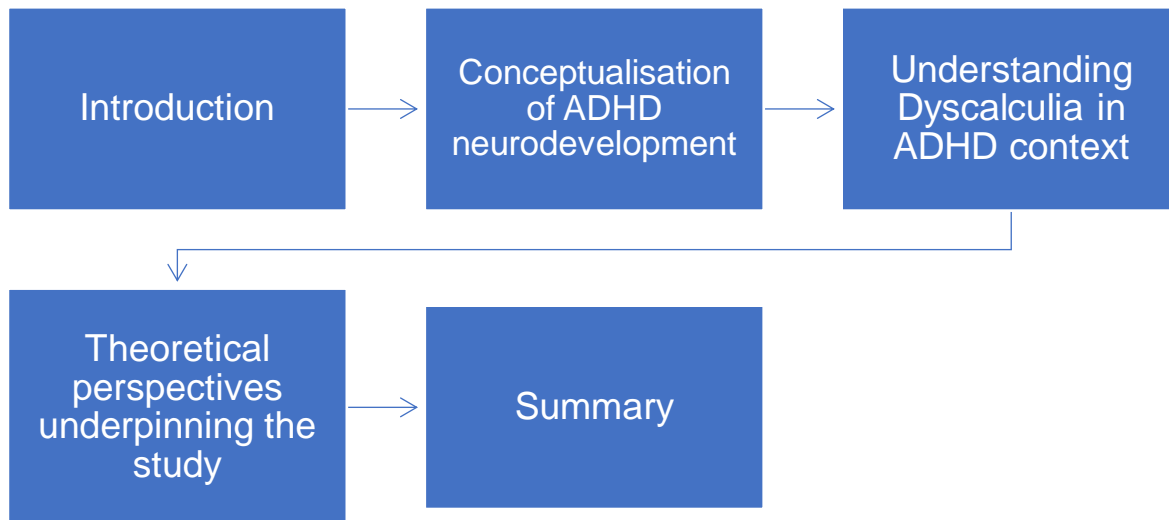 Introduction
Conceptualisation
of ADHD
neurodevelopment
Understanding
Dyscalculia in
ADHD context
Theoretical
perspectives
underpinning the
study
Summary